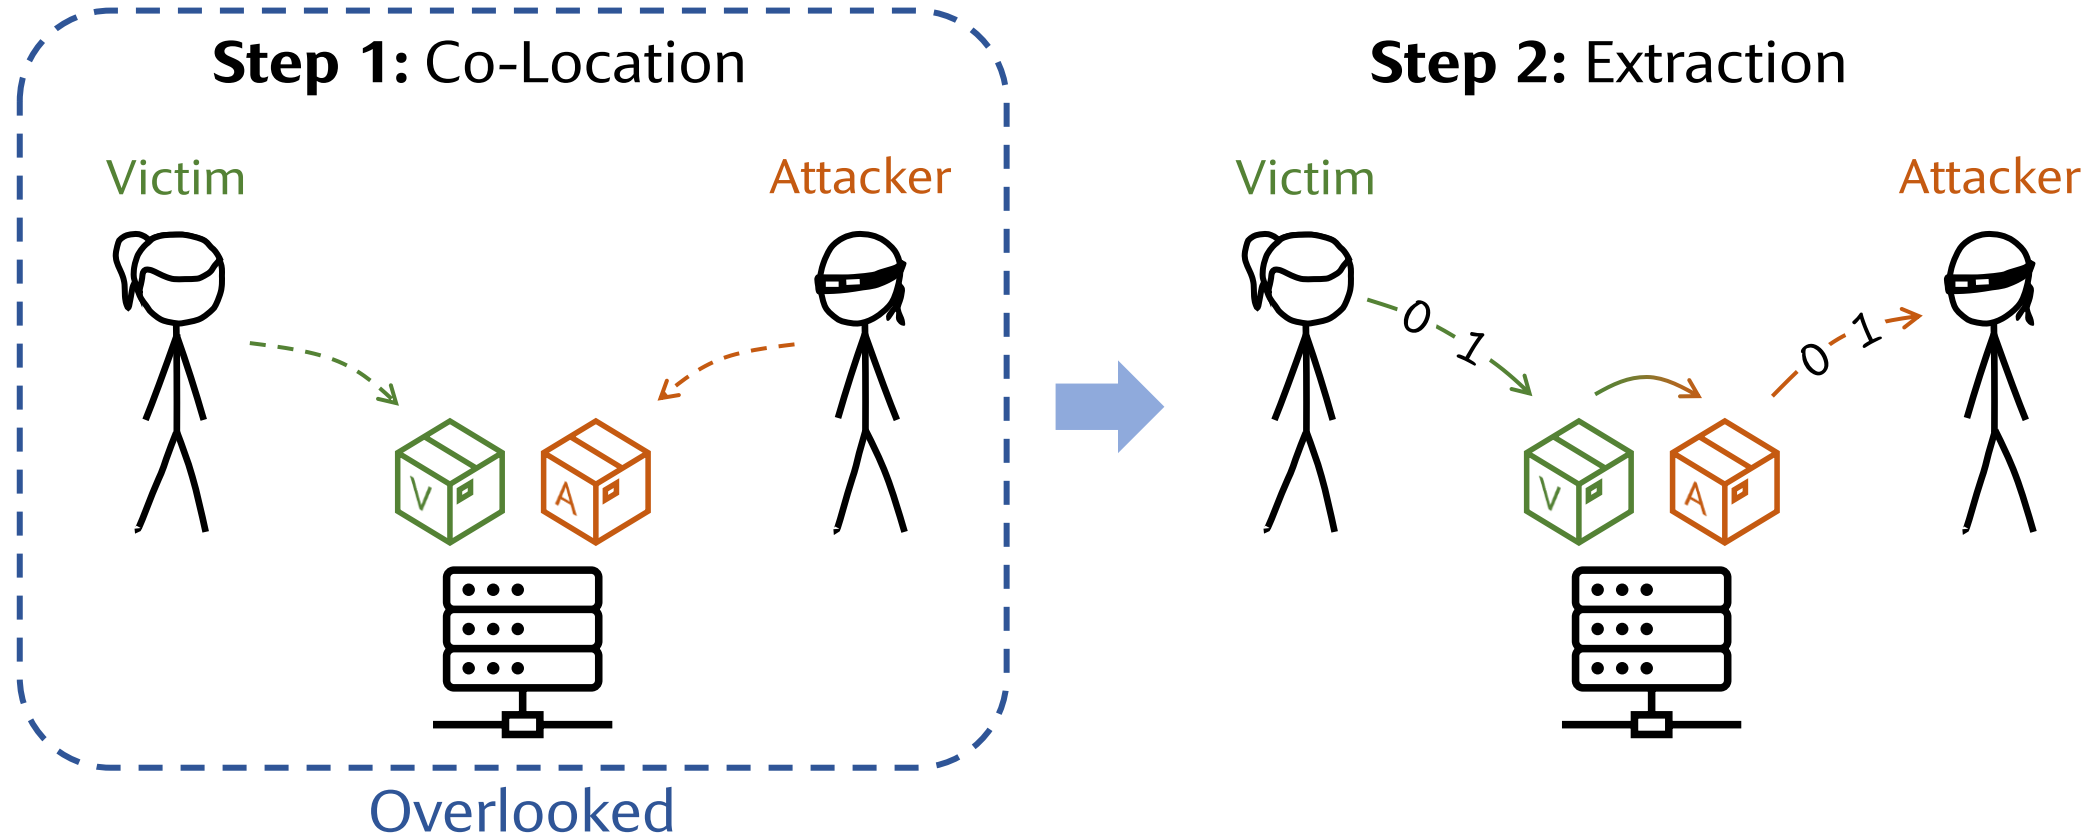 Step 1: Co-Location
Victim
Attacker
V
A
Overlooked
Step 2: Extraction
Victim
Attacker
0 1
0 1
V
A